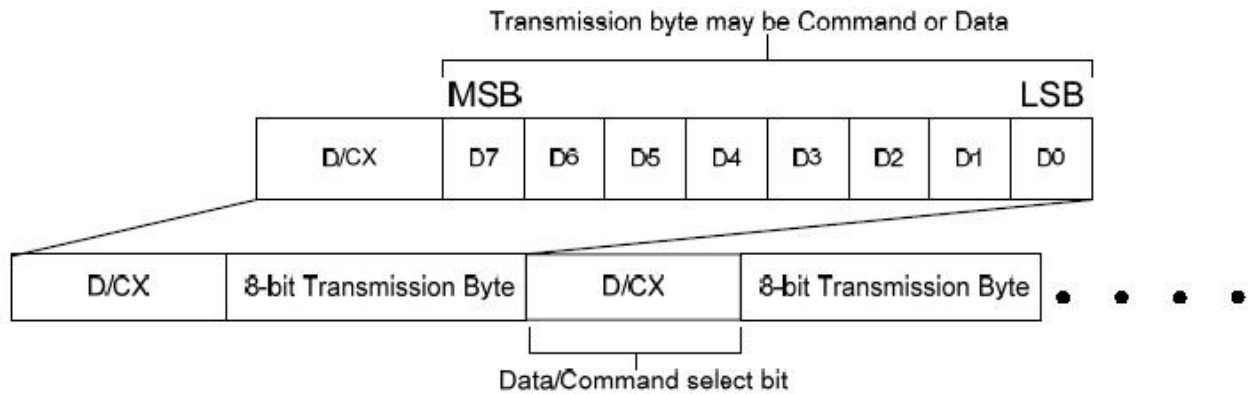 Transmission byte may be Command or Data
MSB LSB
D/CX D7 D6 D5 D4 D3 D2 D1 D0
D/CX 8-bit Transmission Byte D/CX 8-bit Transmission Byte
Data/Command select bit